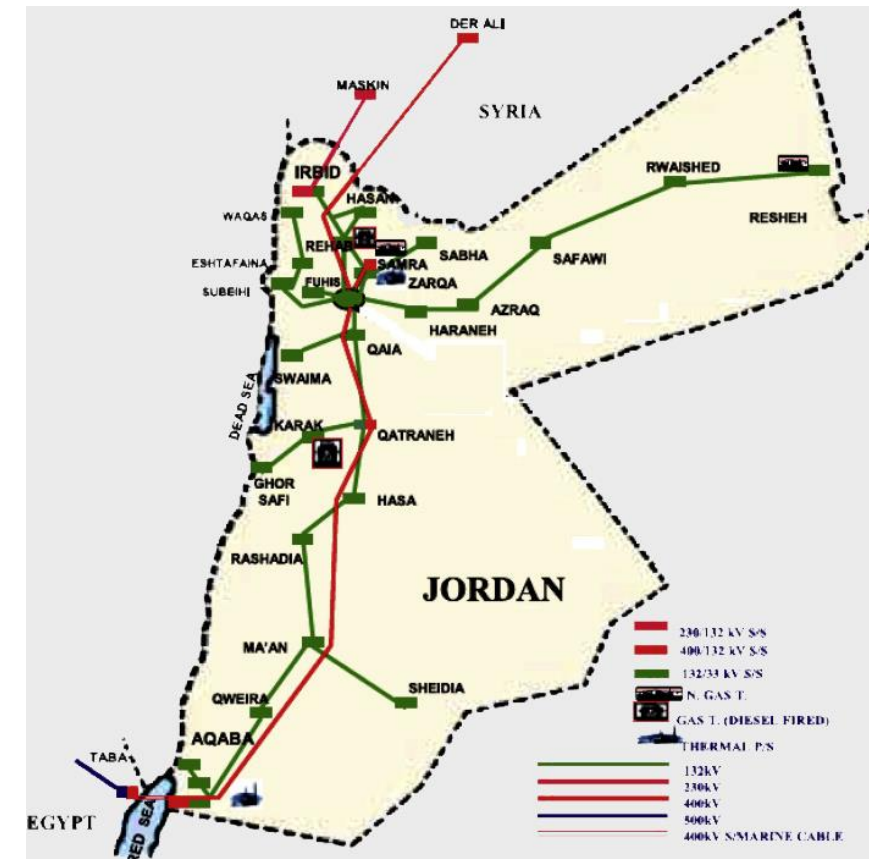 DER ALI
MASKIN
SYRIA
IRBID
RWAISHED
HASAN
WAQAS
RESHEH
REHAB
SABHA
SAFAWI
ESHTAFAINA
SAMRA
ZARQA
SUBEIHI
FUHIS
AZRAQ
HARANEH
QAIA
SWAIMA
DEAD SEA
KARAK
QATRANEH
GHOR
SAFI
HASA
RASHADIA
JORDAN
230/132 kV S/S
MA'AN
400/132 kV S/S
132/33 kV S/S
SHEIDIA
QWEIRA
N. GAS T.
GAS T. (DIESEL FIRED)
AQABA
THERMAL P/S
TABA
132kV
230kV
400kV
500kV
EGYPT
RED SEA
400kV S/MARINE CABLE